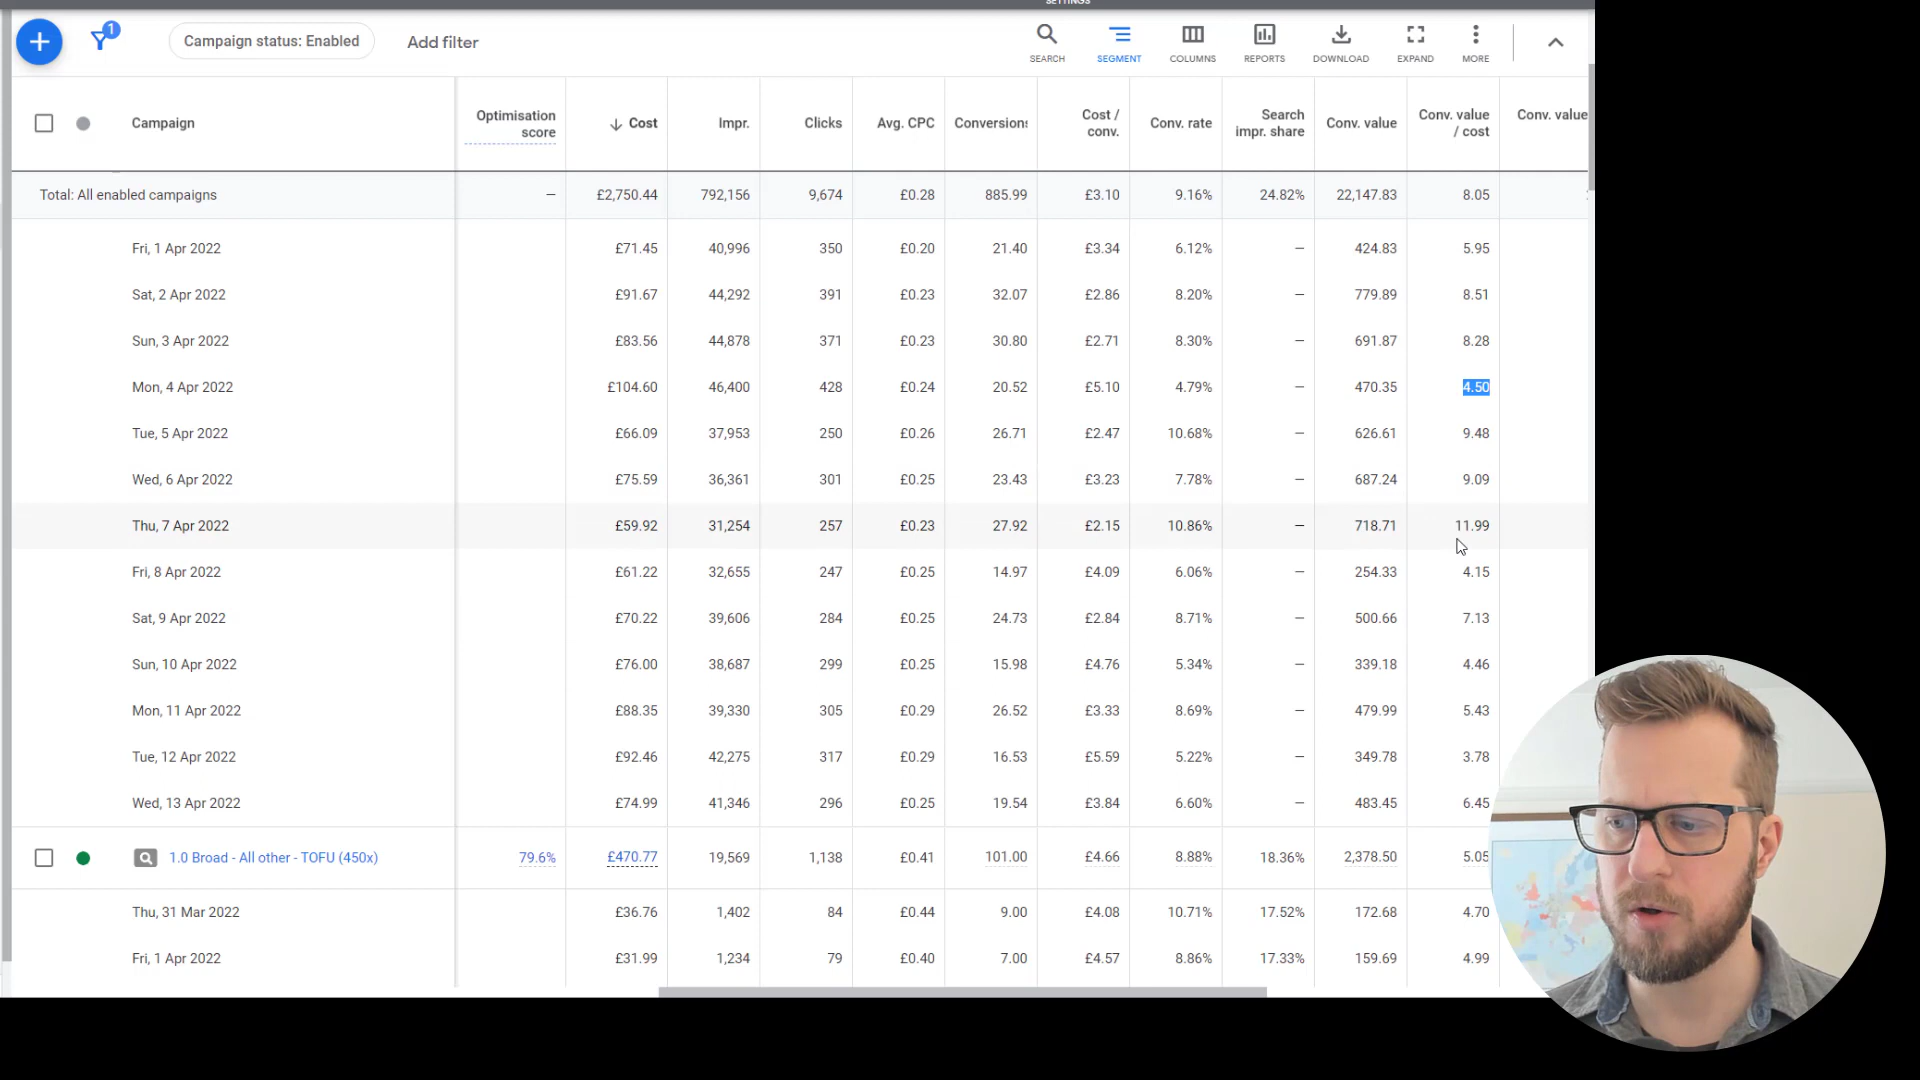 SETTINGS
1
Campaign status: Enabled Add filter
SEARCH SEGMENT COLUMNS REPORTS DOWNLOAD EXPAND MORE
Campaign Optimisation score Cost Impr. Clicks Avg. CPC Conversions Cost / conv. Conv. rate Search impr. share Conv. value Conv. value / cost Conv. value
Total: All enabled campaigns — £2,750.44 792,156 9,674 £0.28 885.99 £3.10 9.16% 24.82% 22,147.83 8.05
Fri, 1 Apr 2022 £71.45 40,996 350 £0.20 21.40 £3.34 6.12% — 424.83 5.95
Sat, 2 Apr 2022 £91.67 44,292 391 £0.23 32.07 £2.86 8.20% — 779.89 8.51
Sun, 3 Apr 2022 £83.56 44,878 371 £0.23 30.80 £2.71 8.30% — 691.87 8.28
Mon, 4 Apr 2022 £104.60 46,400 428 £0.24 20.52 £5.10 4.79% — 470.35 4.50
Tue, 5 Apr 2022 £66.09 37,953 250 £0.26 26.71 £2.47 10.68% — 626.61 9.48
Wed, 6 Apr 2022 £75.59 36,361 301 £0.25 23.43 £3.23 7.78% — 687.24 9.09
Thu, 7 Apr 2022 £59.92 31,254 257 £0.23 27.92 £2.15 10.86% — 718.71 11.99
Fri, 8 Apr 2022 £61.22 32,655 247 £0.25 14.97 £4.09 6.06% — 254.33 4.15
Sat, 9 Apr 2022 £70.22 39,606 284 £0.25 24.73 £2.84 8.71% — 500.66 7.13
Sun, 10 Apr 2022 £76.00 38,687 299 £0.25 15.98 £4.76 5.34% — 339.18 4.46
Mon, 11 Apr 2022 £88.35 39,330 305 £0.29 26.52 £3.33 8.69% — 479.99 5.43
Tue, 12 Apr 2022 £92.46 42,275 317 £0.29 16.53 £5.59 5.22% — 349.78 3.78
Wed, 13 Apr 2022 £74.99 41,346 296 £0.25 19.54 £3.84 6.60% — 483.45 6.45
1.0 Broad - All other - TOFU (450x) 79.6% £470.77 19,569 1,138 £0.41 101.00 £4.66 8.88% 18.36% 2,378.50 5.05
Thu, 31 Mar 2022 £36.76 1,402 84 £0.44 9.00 £4.08 10.71% 17.52% 172.68 4.70
Fri, 1 Apr 2022 £31.99 1,234 79 £0.40 7.00 £4.57 8.86% 17.33% 159.69 4.99